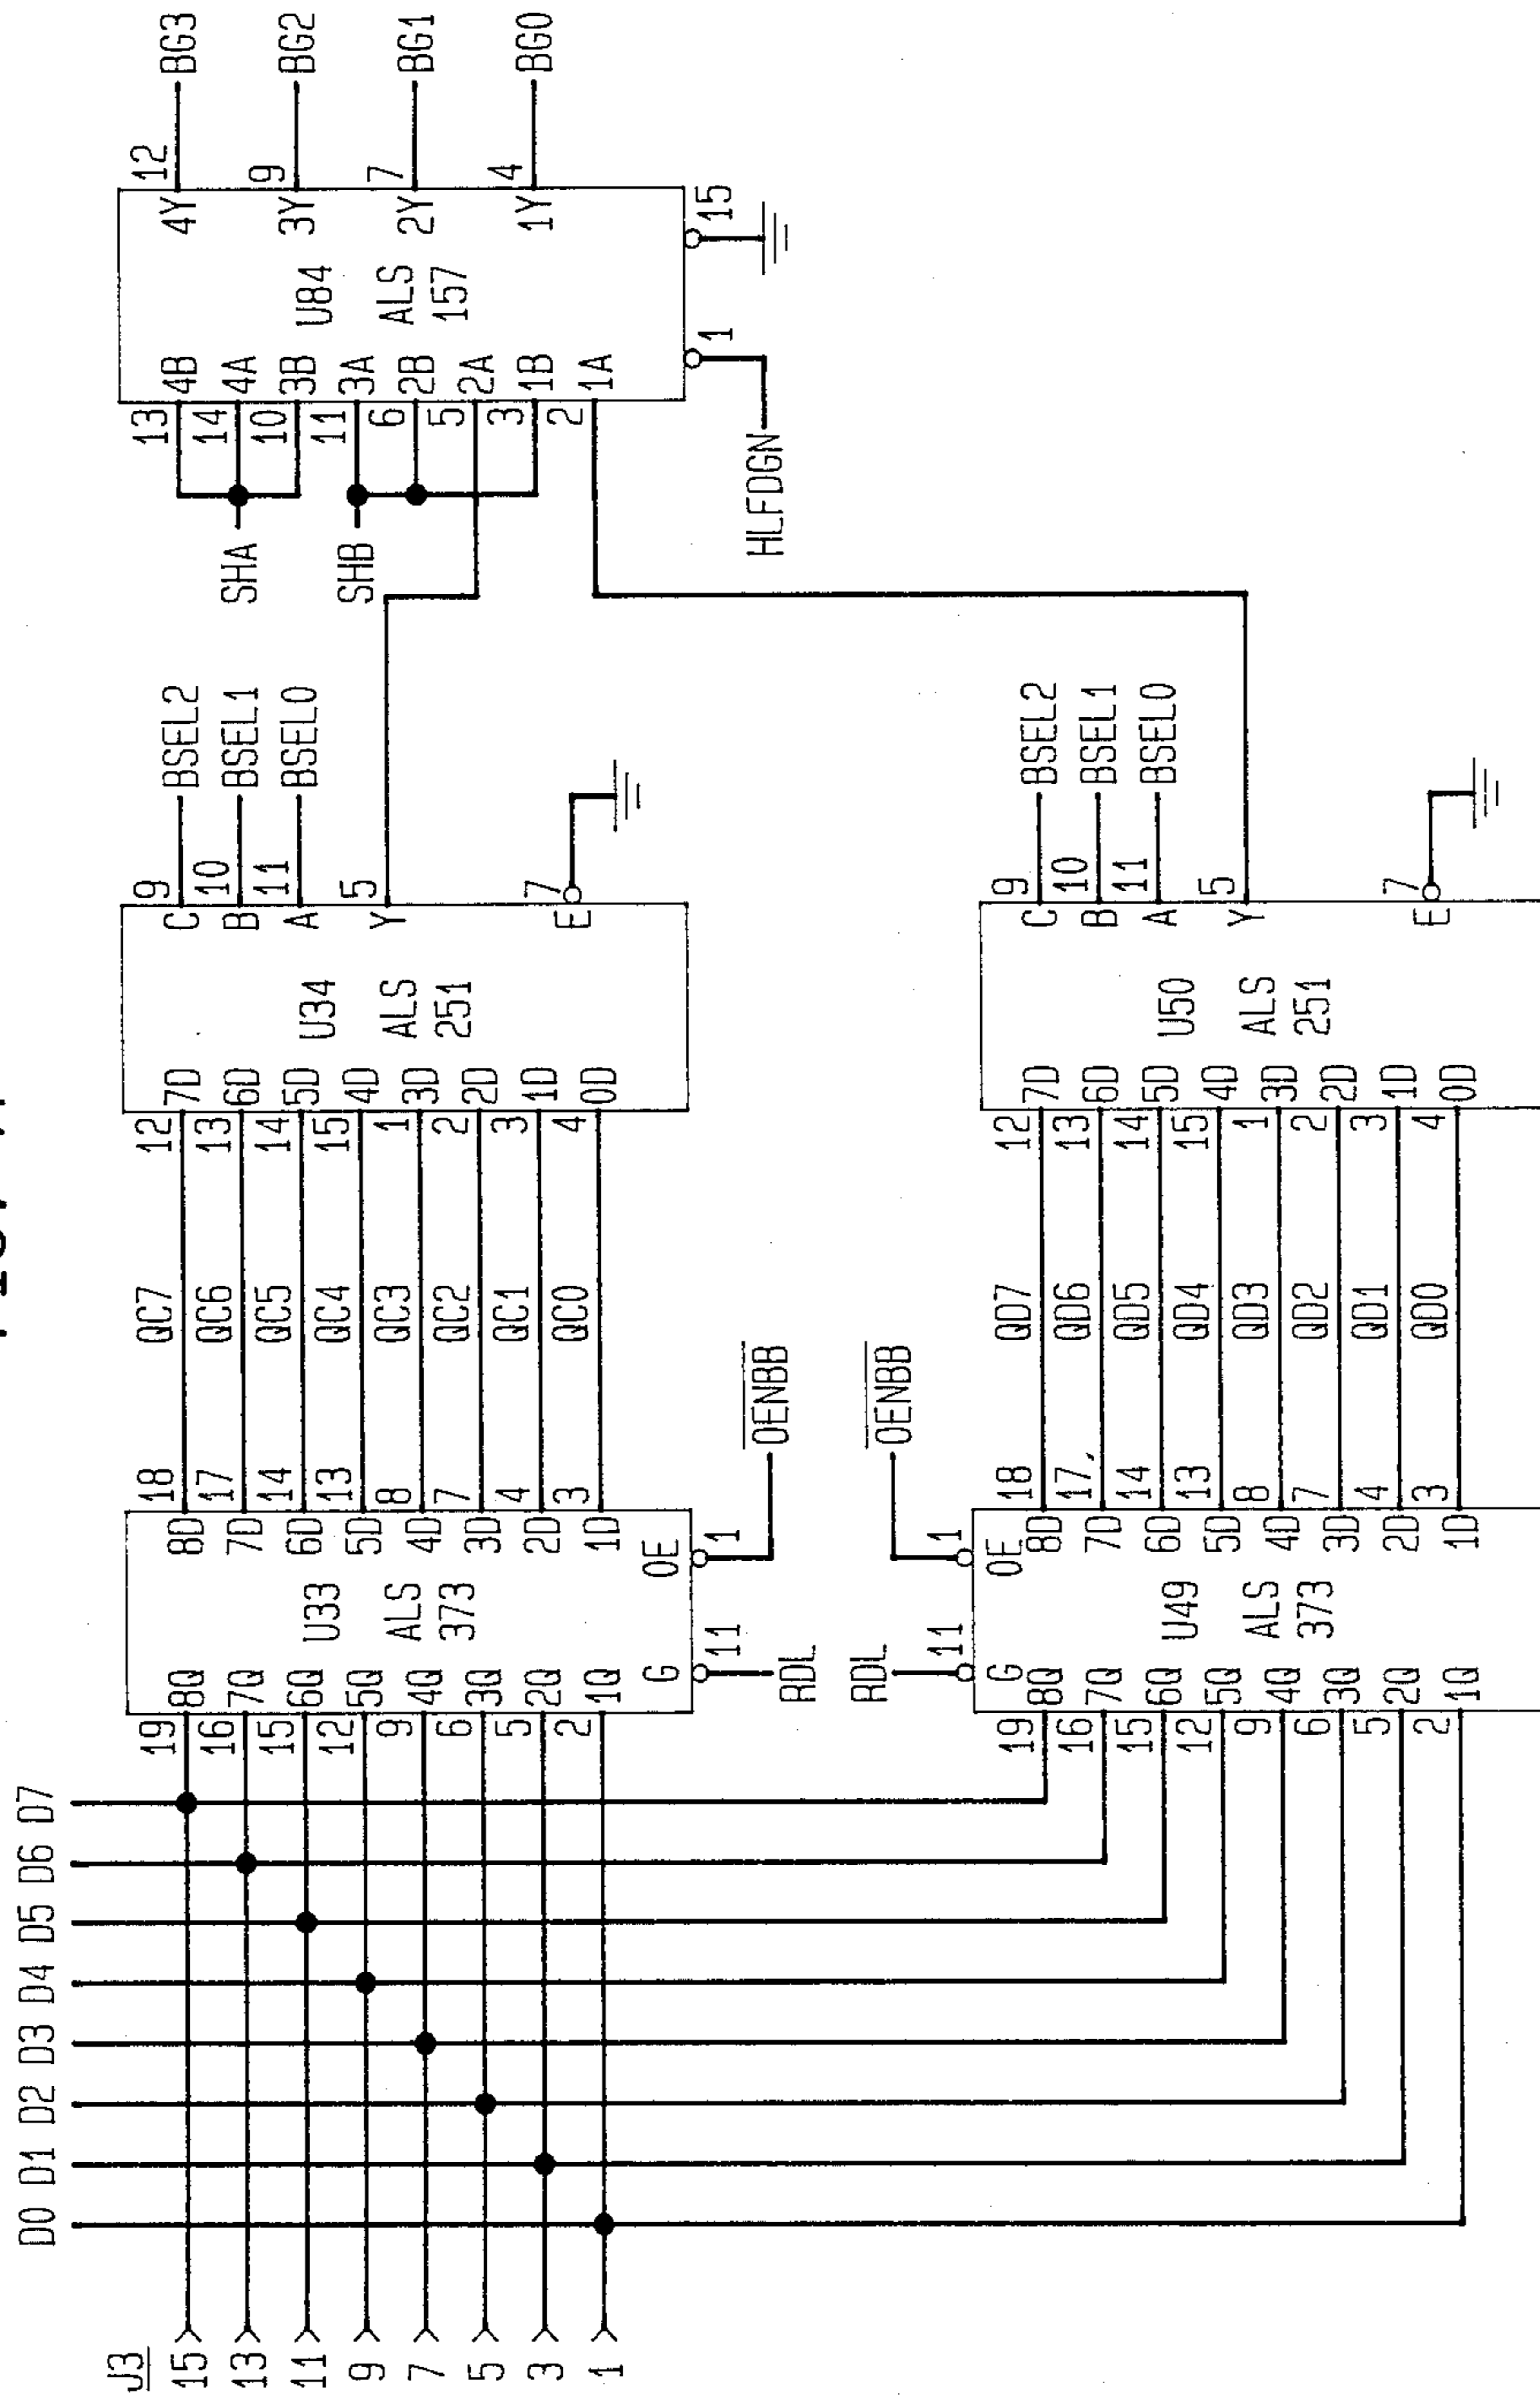 J3
15
13
11
9
7
5
3
1
D0 D1 D2 D3 D4 D5 D6 D7
19 8Q
16 7Q
15 6Q
12 5Q
9 4Q
6 3Q
5 2Q
2 1Q
U33
ALS
373
8D 18
7D 17
6D 14
5D 13
4D 8
3D 7
2D 4
1D 3
G 11
OE 1
RDL
OENBB
QC7
QC6
QC5
QC4
QC3
QC2
QC1
QC0
12 7D
13 6D
14 5D
15 4D
1 3D
2 2D
3 1D
4 0D
U34
ALS
251
C 9 BSEL2
B 10 BSEL1
A 11 BSEL0
Y 5
E 7
SHA
SHB
13 4B
14 4A
10 3B
11 3A
6 2B
5 2A
3 1B
2 1A
U84
ALS
157
4Y 12 BG3
3Y 9 BG2
2Y 7 BG1
1Y 4 BG0
1
15
HLFDGN
RDL
OENBB
G 11
OE 1
19 8Q
16 7Q
15 6Q
12 5Q
9 4Q
6 3Q
5 2Q
2 1Q
U49
ALS
373
8D 18
7D 17
6D 14
5D 13
4D 8
3D 7
2D 4
1D 3
QD7
QD6
QD5
QD4
QD3
QD2
QD1
QD0
12 7D
13 6D
14 5D
15 4D
1 3D
2 2D
3 1D
4 0D
U50
ALS
251
C 9 BSEL2
B 10 BSEL1
A 11 BSEL0
Y 5
E 7